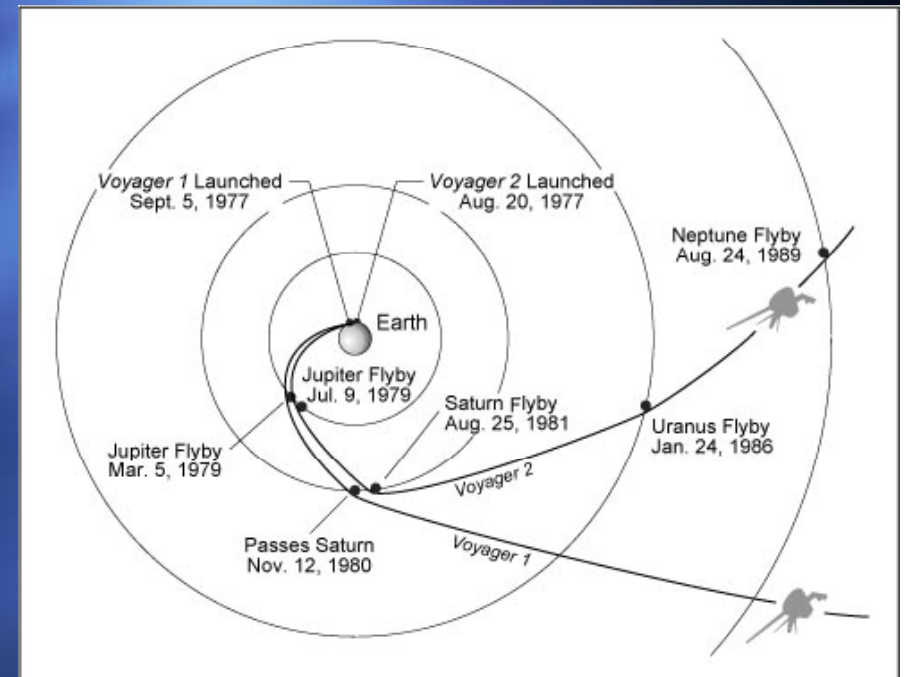 Voyager 1 Launched
Sept. 5, 1977
Voyager 2 Launched
Aug. 20, 1977
Neptune Flyby
Aug. 24, 1989
Earth
Jupiter Flyby
Jul. 9, 1979
Saturn Flyby
Aug. 25, 1981
Uranus Flyby
Jan. 24, 1986
Jupiter Flyby
Mar. 5, 1979
Voyager 2
Passes Saturn
Nov. 12, 1980
Voyager 1